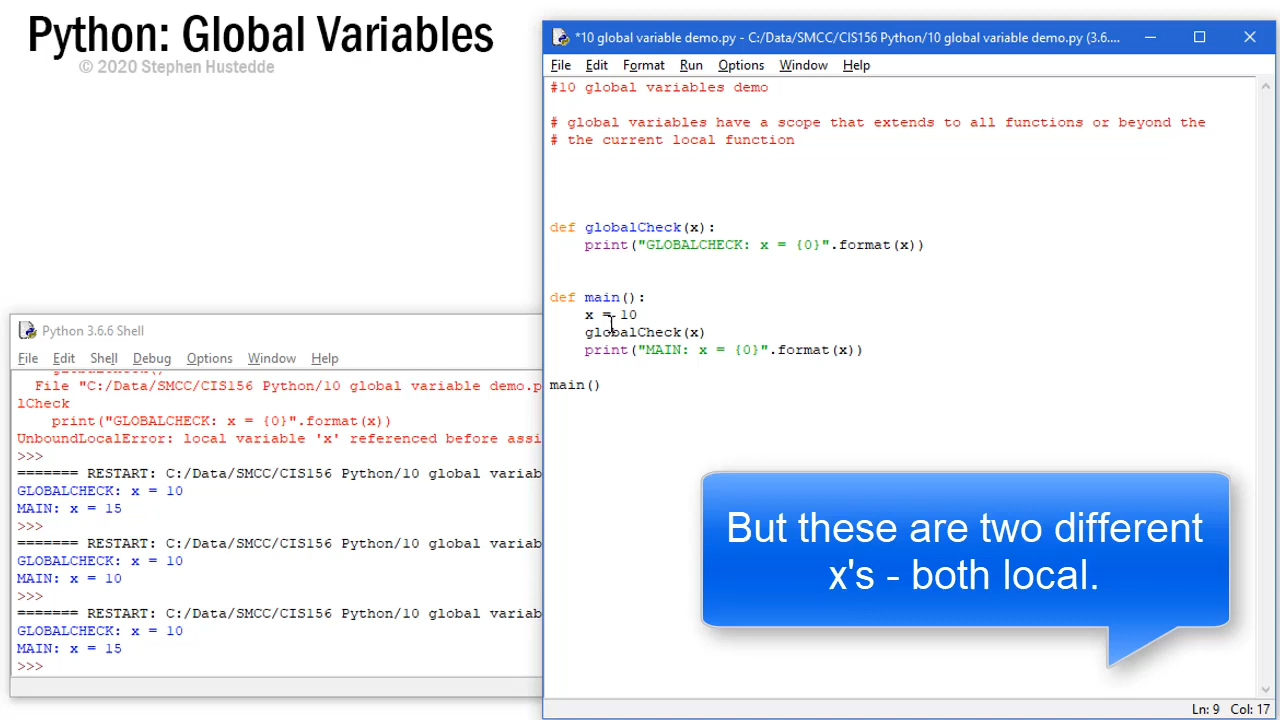 Python: Global Variables
© 2020 Stephen Hustedde
*10 global variable demo.py - C:/Data/SMCC/CIS156 Python/10 global variable demo.py (3.6....
File Edit Format Run Options Window Help
#10 global variables demo
# global variables have a scope that extends to all functions or beyond the
# the current local function
def globalCheck(x):
    print("GLOBALCHECK: x = {0}".format(x))
def main():
    x = 10
    globalCheck(x)
    print("MAIN: x = {0}".format(x))
main()
Ln: 9 Col: 17
Python 3.6.6 Shell
File Edit Shell Debug Options Window Help
  File "C:/Data/SMCC/CIS156 Python/10 global variable demo.p
lCheck
    print("GLOBALCHECK: x = {0}".format(x))
UnboundLocalError: local variable 'x' referenced before assi
>>>
======= RESTART: C:/Data/SMCC/CIS156 Python/10 global variab
GLOBALCHECK: x = 10
MAIN: x = 15
>>>
======= RESTART: C:/Data/SMCC/CIS156 Python/10 global variab
GLOBALCHECK: x = 10
MAIN: x = 10
>>>
======= RESTART: C:/Data/SMCC/CIS156 Python/10 global variab
GLOBALCHECK: x = 10
MAIN: x = 15
>>>
But these are two different
x's - both local.